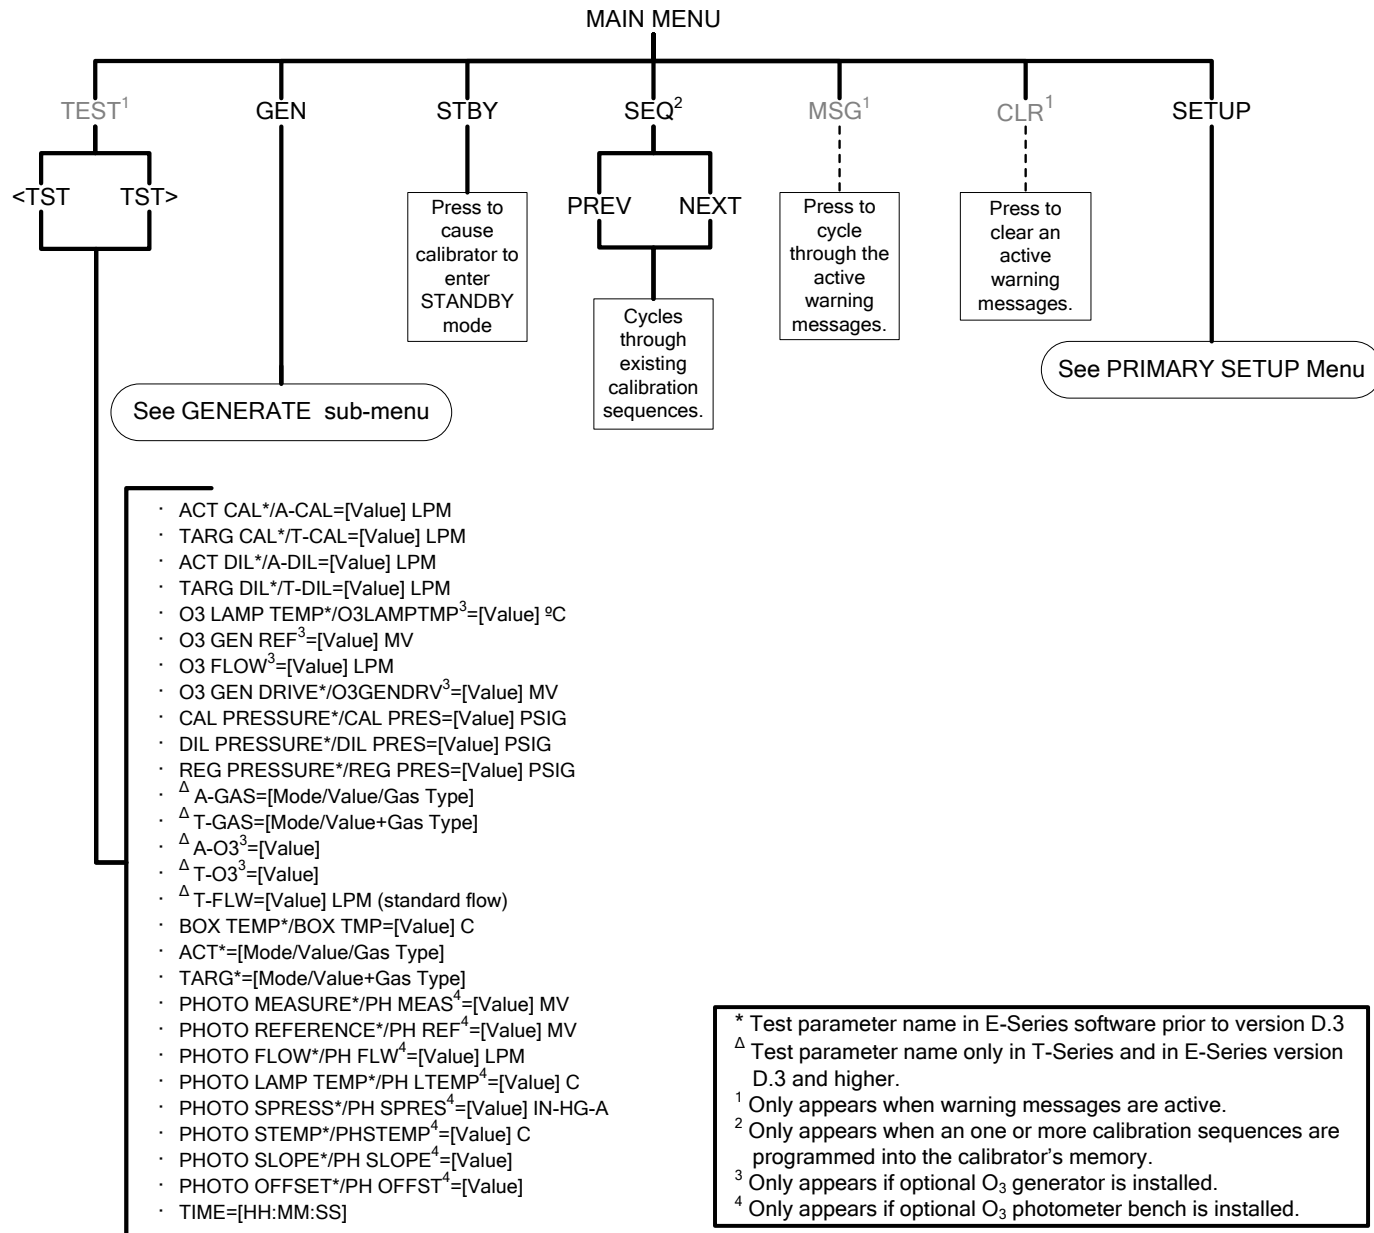 MAIN MENU
TEST¹ GEN STBY SEQ² MSG¹ CLR¹ SETUP
<TST TST>
PREV NEXT
Press to
cause
calibrator to
enter
STANDBY
mode
Cycles
through
existing
calibration
sequences.
Press to
cycle
through the
active
warning
messages.
Press to
clear an
active
warning
messages.
See GENERATE sub-menu
See PRIMARY SETUP Menu
· ACT CAL*/A-CAL=[Value] LPM
· TARG CAL*/T-CAL=[Value] LPM
· ACT DIL*/A-DIL=[Value] LPM
· TARG DIL*/T-DIL=[Value] LPM
· O3 LAMP TEMP*/O3LAMPTMP³=[Value] ºC
· O3 GEN REF³=[Value] MV
· O3 FLOW³=[Value] LPM
· O3 GEN DRIVE*/O3GENDRV³=[Value] MV
· CAL PRESSURE*/CAL PRES=[Value] PSIG
· DIL PRESSURE*/DIL PRES=[Value] PSIG
· REG PRESSURE*/REG PRES=[Value] PSIG
· Δ A-GAS=[Mode/Value/Gas Type]
· Δ T-GAS=[Mode/Value+Gas Type]
· Δ A-O3³=[Value]
· Δ T-O3³=[Value]
· Δ T-FLW=[Value] LPM (standard flow)
· BOX TEMP*/BOX TMP=[Value] C
· ACT*=[Mode/Value/Gas Type]
· TARG*=[Mode/Value+Gas Type]
· PHOTO MEASURE*/PH MEAS⁴=[Value] MV
· PHOTO REFERENCE*/PH REF⁴=[Value] MV
· PHOTO FLOW*/PH FLW⁴=[Value] LPM
· PHOTO LAMP TEMP*/PH LTEMP⁴=[Value] C
· PHOTO SPRESS*/PH SPRES⁴=[Value] IN-HG-A
· PHOTO STEMP*/PHSTEMP⁴=[Value] C
· PHOTO SLOPE*/PH SLOPE⁴=[Value]
· PHOTO OFFSET*/PH OFFST⁴=[Value]
· TIME=[HH:MM:SS]
* Test parameter name in E-Series software prior to version D.3
Δ Test parameter name only in T-Series and in E-Series version
D.3 and higher.
¹ Only appears when warning messages are active.
² Only appears when an one or more calibration sequences are
programmed into the calibrator's memory.
³ Only appears if optional O₃ generator is installed.
⁴ Only appears if optional O₃ photometer bench is installed.